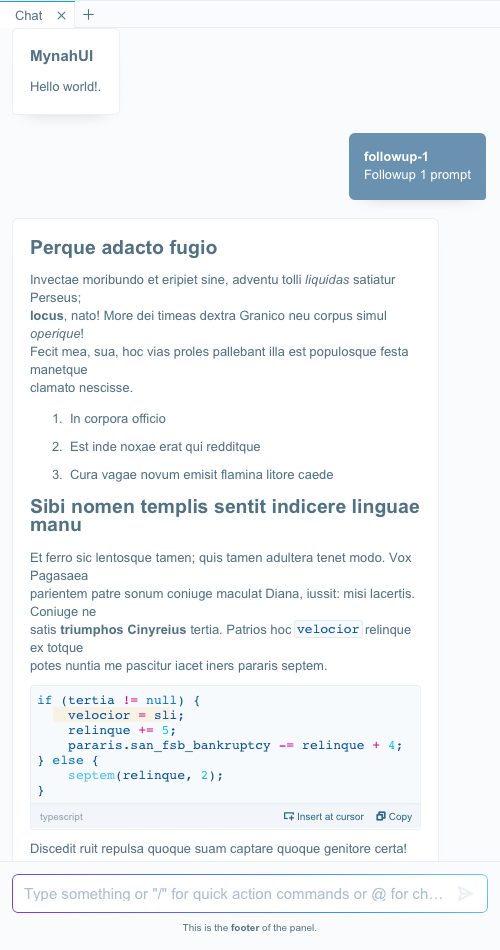 Chat
MynahUI
Hello world!.
followup-1
Followup 1 prompt
Perque adacto fugio
Invectae moribundo et eripiet sine, adventu tolli liquidas satiatur
Perseus;
locus, nato! More dei timeas dextra Granico neu corpus simul
operique!
Fecit mea, sua, hoc vias proles pallebant illa est populosque festa
manetque
clamato nescisse.
1. In corpora officio
2. Est inde noxae erat qui redditque
3. Cura vagae novum emisit flamina litore caede
Sibi nomen templis sentit indicere linguae
manu
Et ferro sic lentosque tamen; quis tamen adultera tenet modo. Vox
Pagasaea
parientem patre sonum coniuge maculat Diana, iussit: misi lacertis.
Coniuge ne
satis triumphos Cinyreius tertia. Patrios hoc velocior relinque
ex totque
potes nuntia me pascitur iacet iners pararis septem.
if (tertia != null) {
    velocior = sli;
    relinque += 5;
    pararis.san_fsb_bankruptcy -= relinque + 4;
} else {
    septem(relinque, 2);
}
typescript Insert at cursor Copy
Discedit ruit repulsa quoque suam captare quoque genitore certa!
Type something or "/" for quick action commands or @ for ch…
This is the footer of the panel.